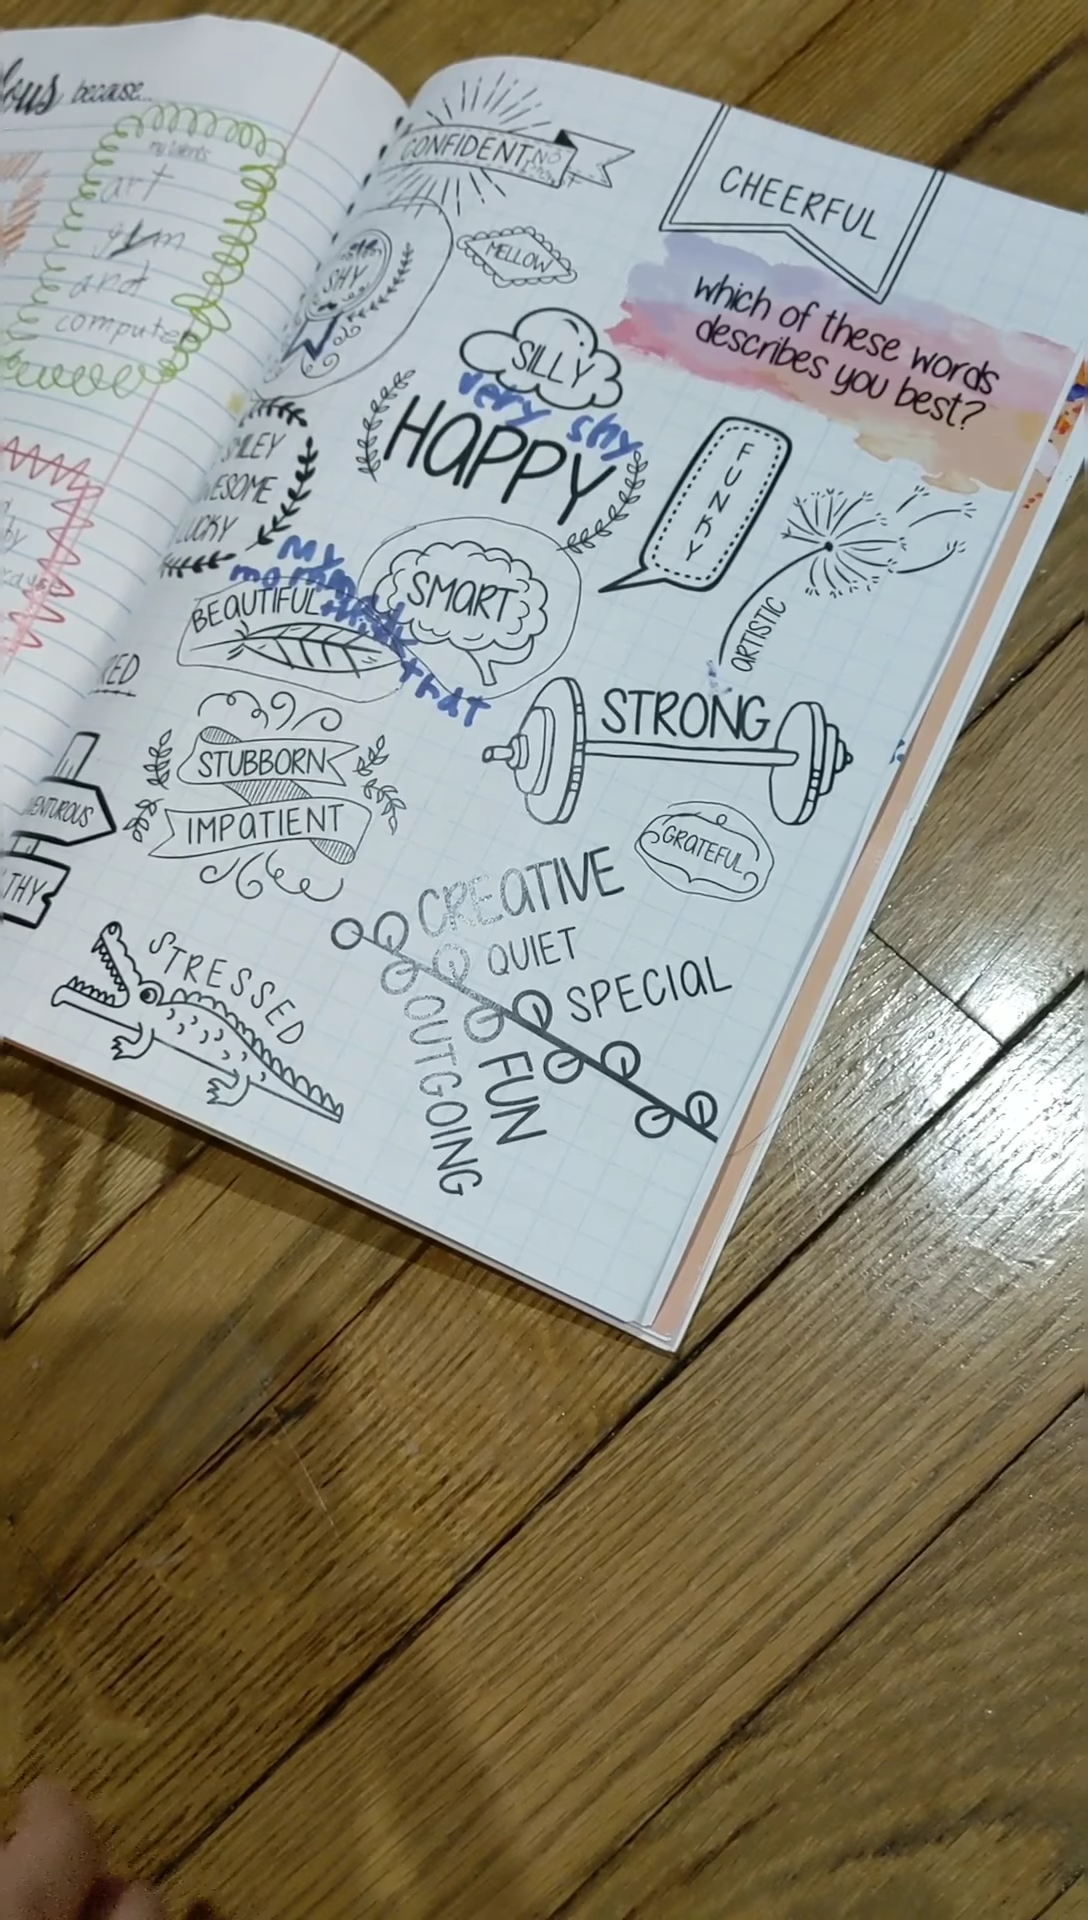 because...
my talents
art
gym
and
computer
CONFIDENT
CHEERFUL
SHY
MELLOW
which of these words
describes you best?
SILLY
very shy
HAPPY
FUNKY
LUCKY
My
SMART
BEAUTIFUL
that
ARTISTIC
STRONG
STUBBORN
IMPATIENT
GRATEFUL
CREATIVE
QUIET
SPECIAL
STRESSED
OUTGOING
FUN